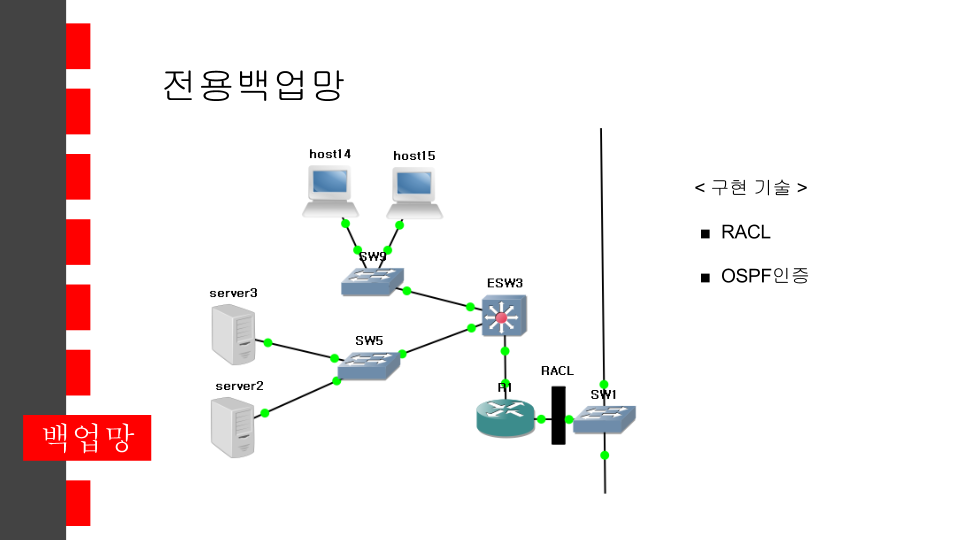 전용백업망
host14
host15
< 구현 기술 >
■ RACL
SW9
■ OSPF인증
ESW3
server3
SW5
RACL
server2
R1
SW1
백업망